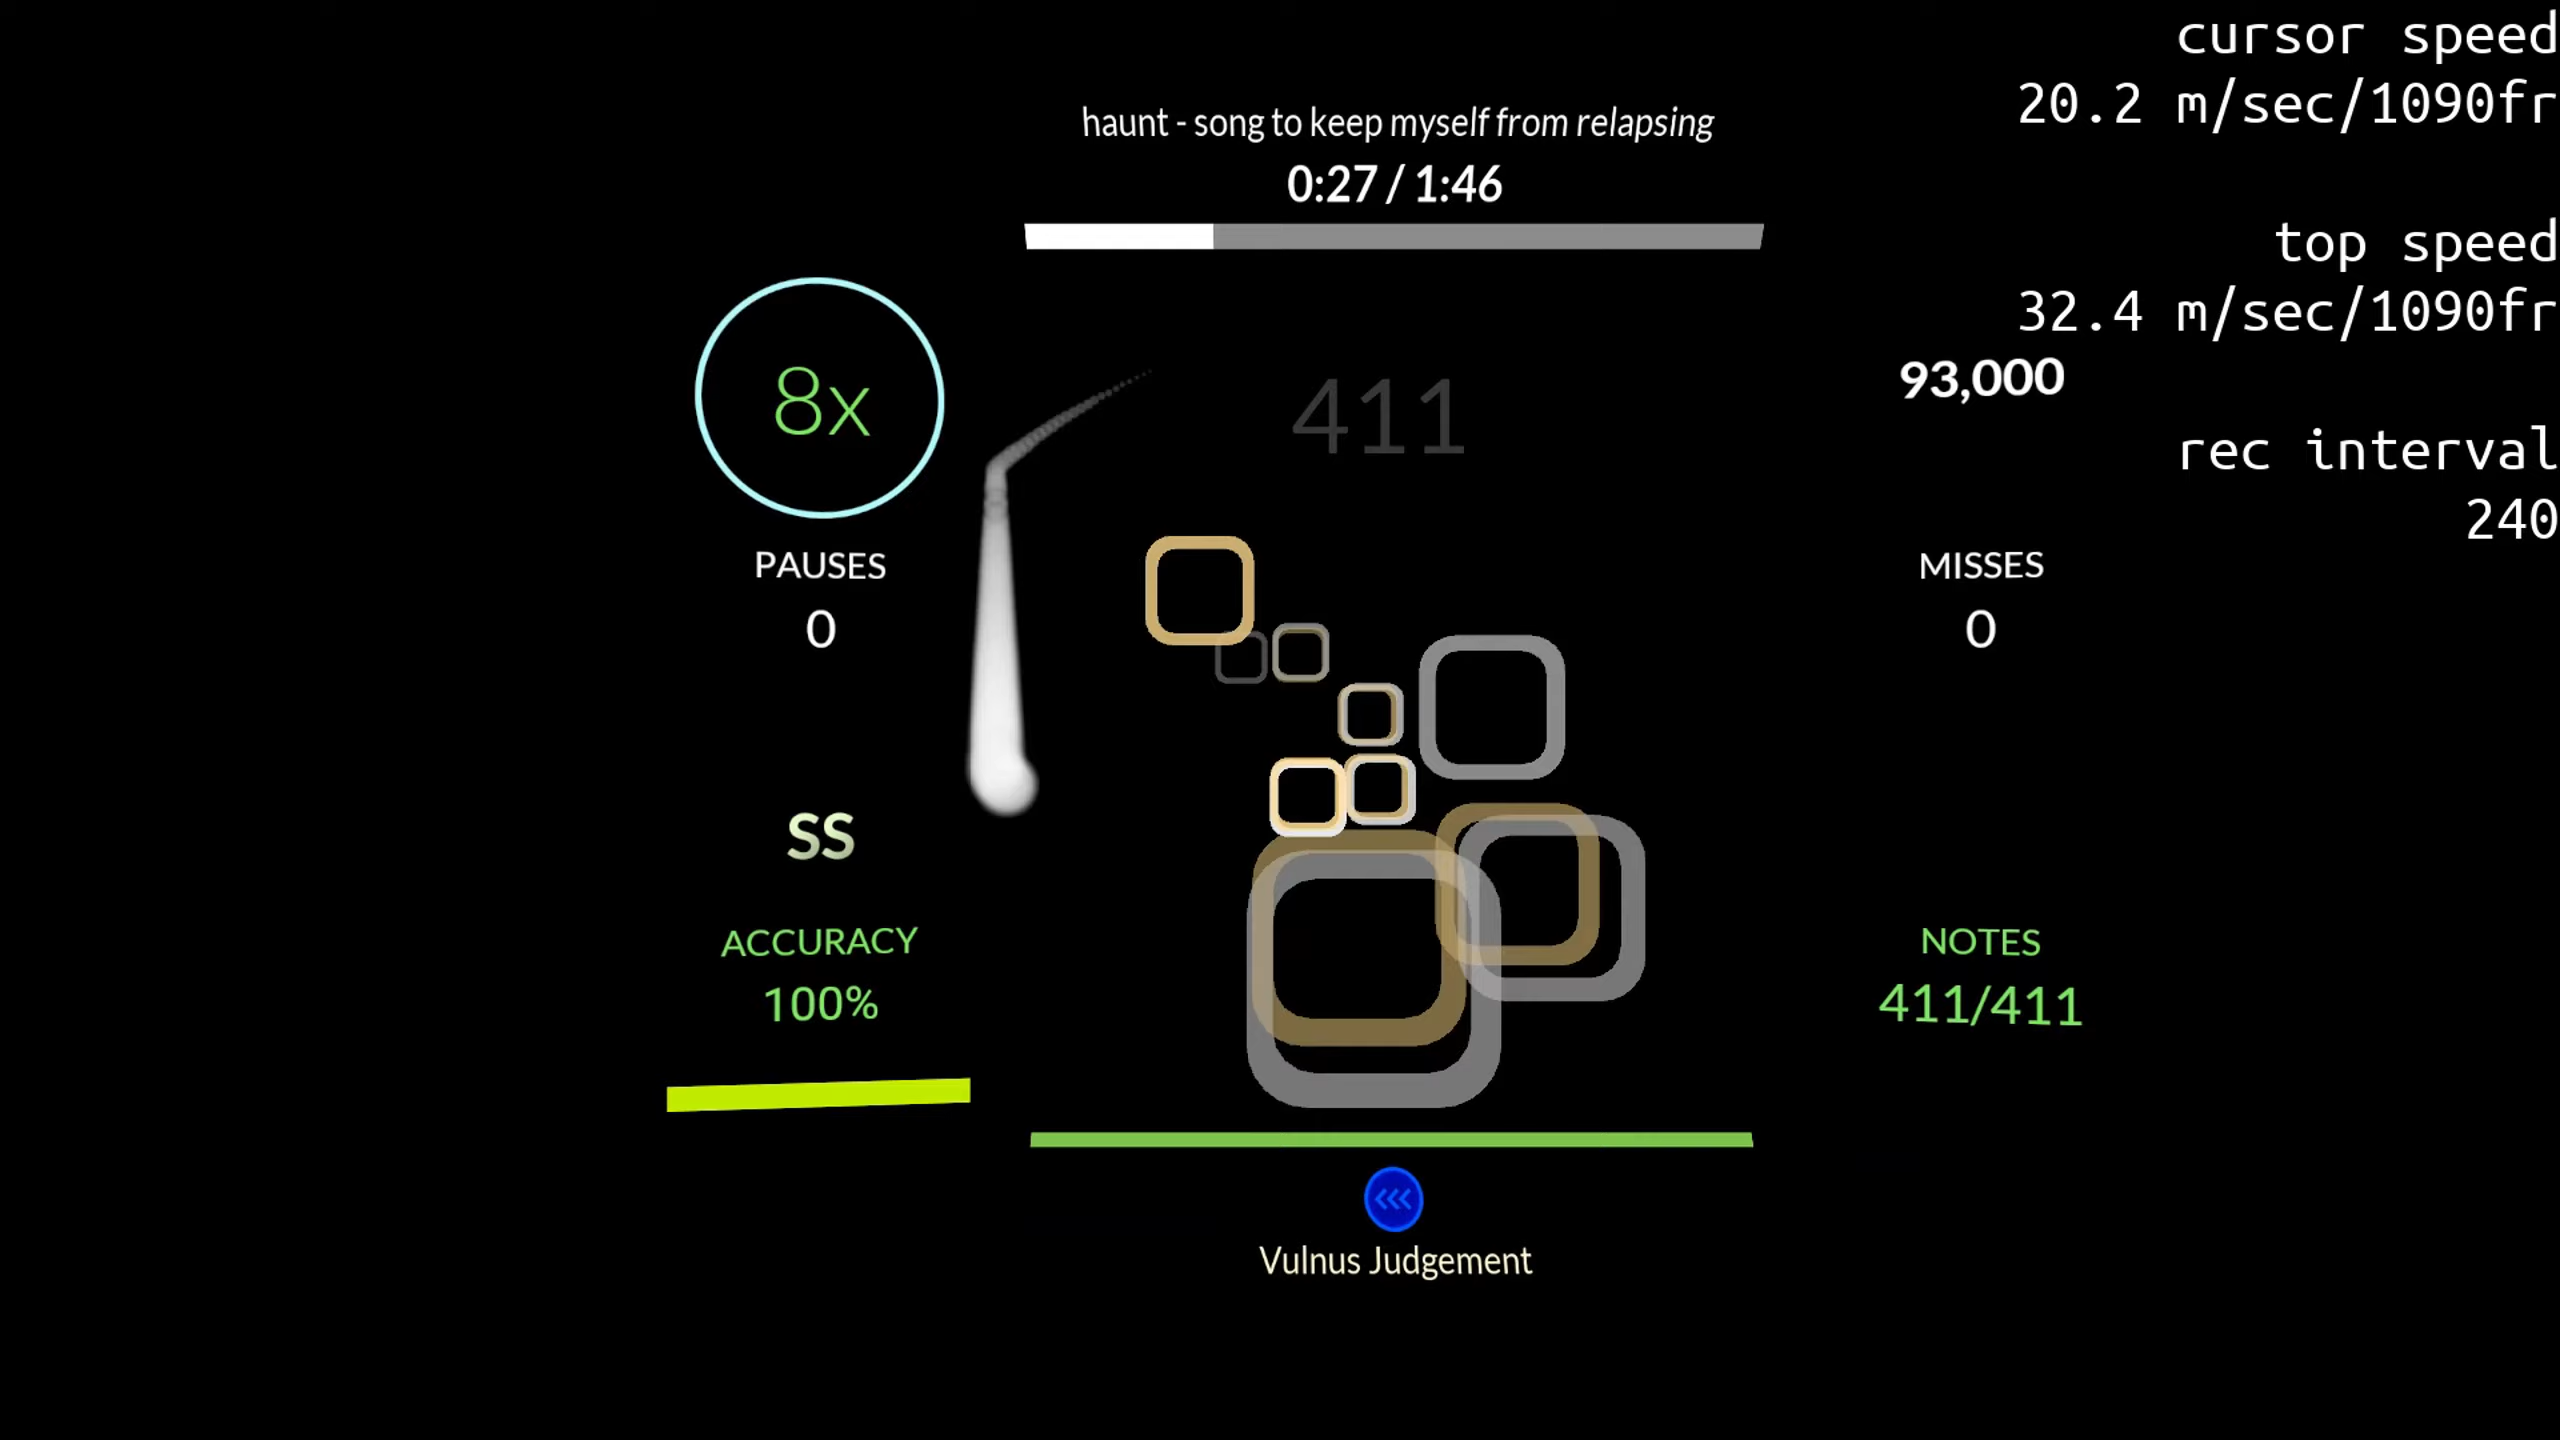 cursor speed
20.2 m/sec/1090fr
haunt - song to keep myself from relapsing
0:27 / 1:46
top speed
32.4 m/sec/1090fr
8x
411
93,000
rec interval
240
PAUSES
0
MISSES
0
SS
ACCURACY
100%
NOTES
411/411
Vulnus Judgement